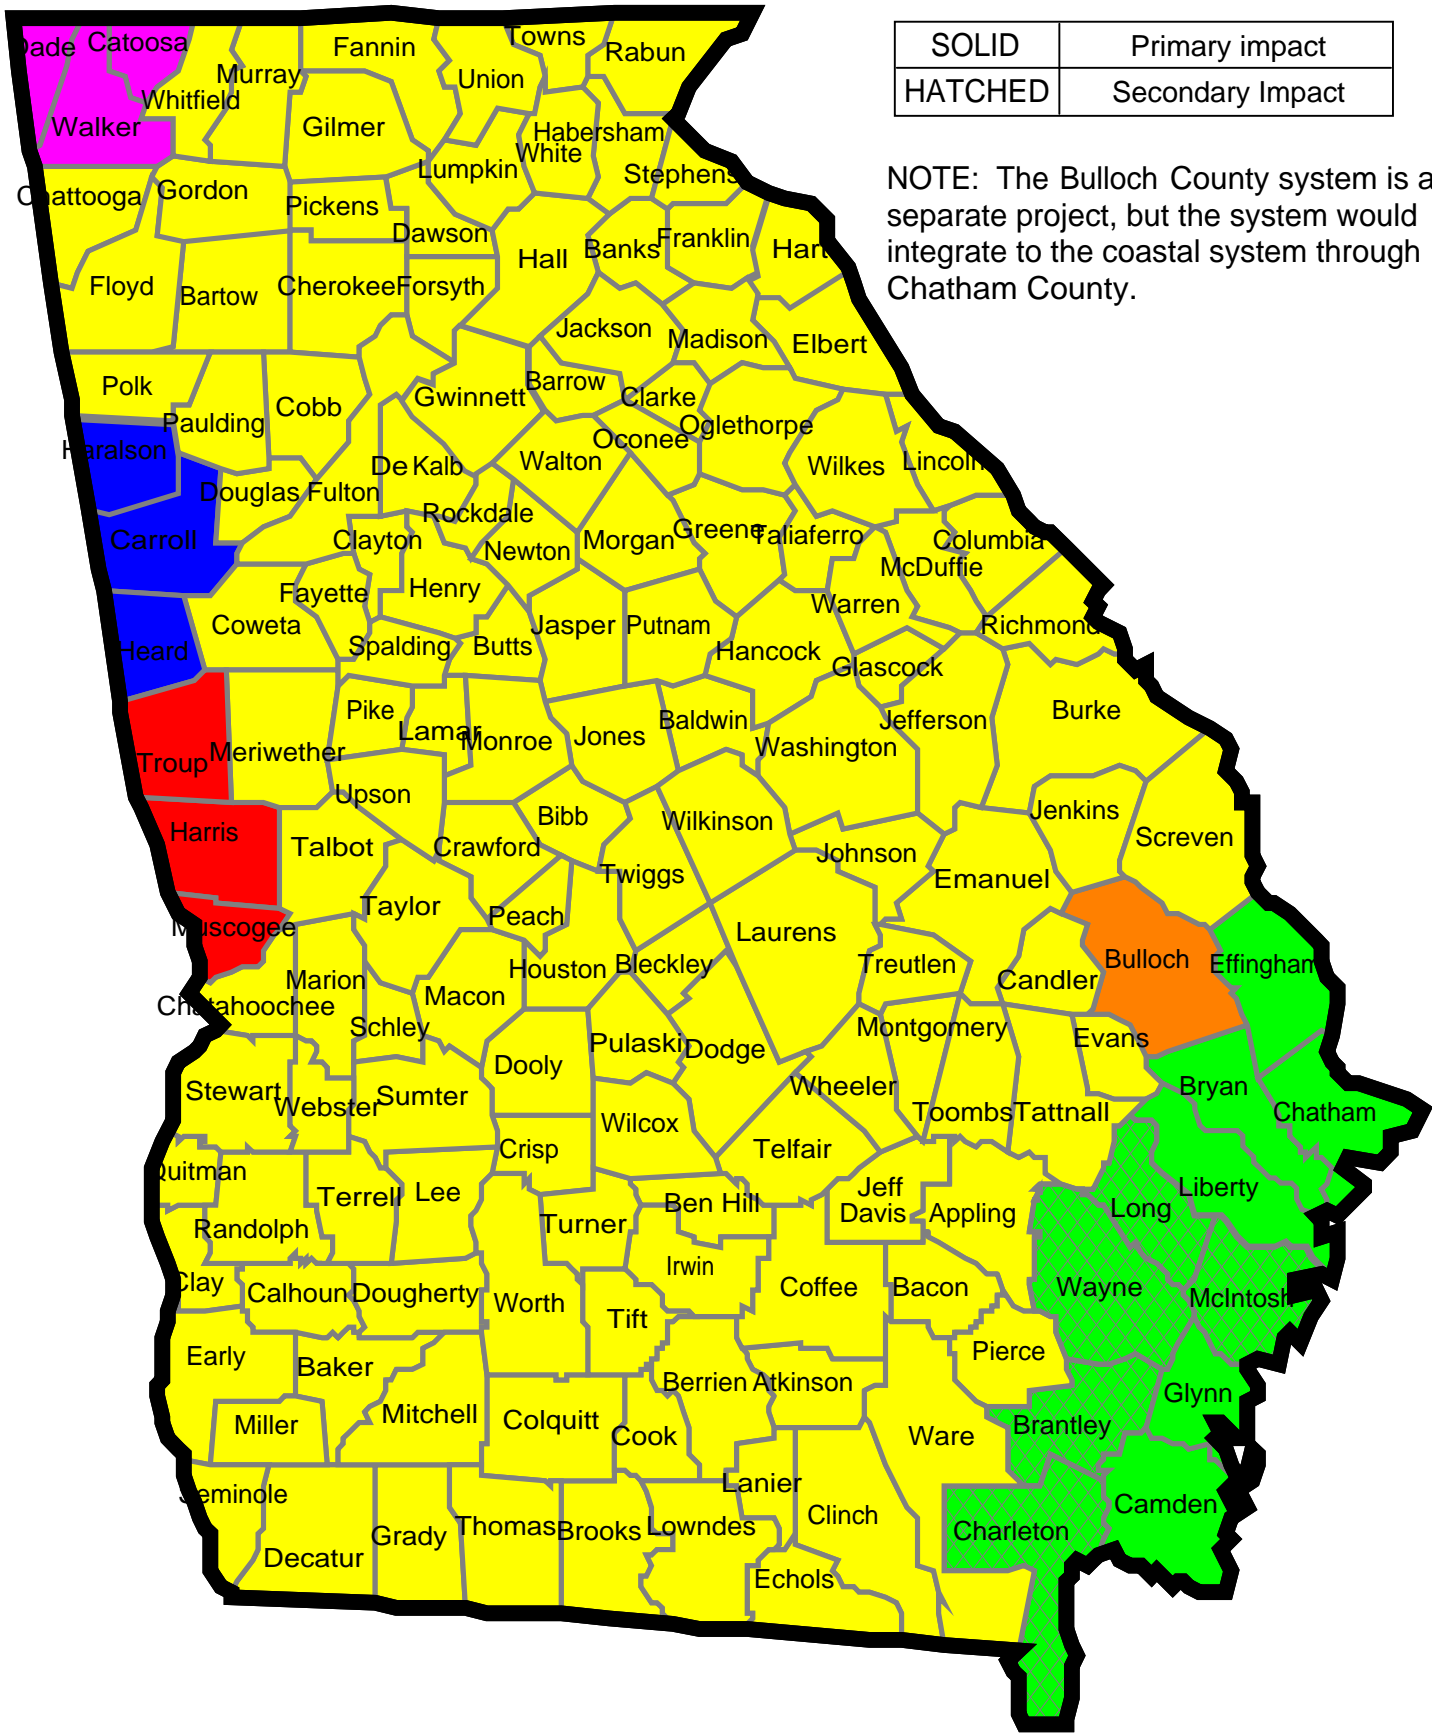 SOLID Primary impact
HATCHED Secondary Impact
NOTE: The Bulloch County system is a
separate project, but the system would
integrate to the coastal system through
Chatham County.
Dade Catoosa Fannin Towns Rabun
Murray Union
Whitfield
Walker Gilmer Habersham
White
Lumpkin Stephens
Chattooga Gordon
Pickens
Dawson Hall Banks Franklin Hart
Floyd Bartow Cherokee Forsyth
Jackson Madison Elbert
Polk Barrow
Paulding Cobb Gwinnett Clarke
Oglethorpe
Haralson Oconee
De Kalb Walton Wilkes Lincoln
Douglas Fulton
Rockdale
Carroll Clayton Newton Morgan Greene Taliaferro Columbia
McDuffie
Fayette Henry Warren
Coweta Jasper Putnam Richmond
Heard Spalding Butts Hancock Glascock
Pike Lamar Monroe Jones Baldwin Jefferson Burke
Troup Meriwether Washington
Upson
Harris Talbot Crawford Bibb Wilkinson Jenkins Screven
Johnson
Twiggs Emanuel
Taylor Peach
Muscogee Laurens
Marion Houston Bleckley Treutlen Candler Bulloch Effingham
Chattahoochee Macon
Schley Pulaski Dodge Montgomery Evans
Dooly
Stewart Webster Sumter Wheeler Bryan
Wilcox Toombs Tattnall Chatham
Crisp Telfair
Quitman
Terrell Lee Ben Hill Jeff
Davis Appling Long Liberty
Randolph Turner
Irwin
Clay Calhoun Dougherty Worth Coffee Bacon Wayne McIntosh
Tift
Early Baker Pierce
Berrien Atkinson Glynn
Miller Mitchell Colquitt Cook Ware Brantley
Lanier
Seminole Camden
Clinch
Decatur Grady Thomas Brooks Lowndes Charleton
Echols